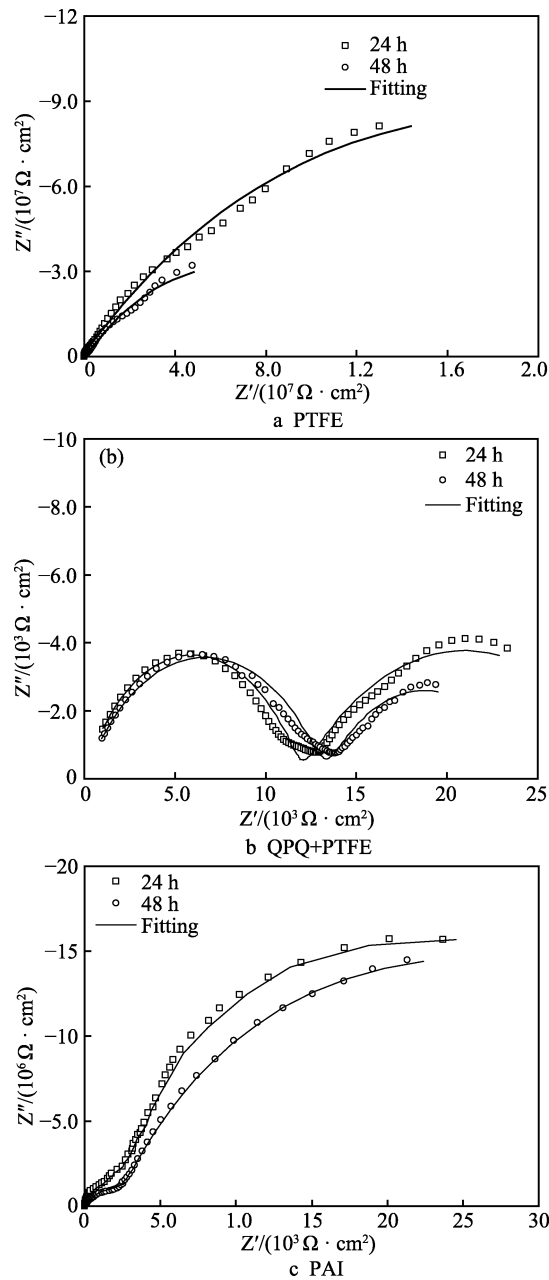 −12
−9.0
−6.0
−3.0
0
Z″/(10⁷ Ω · cm²)
24 h
48 h
Fitting
0 4.0 8.0 1.2 1.6 2.0
Z′/(10⁷ Ω · cm²)
a PTFE
−10
−8.0
−6.0
−4.0
−2.0
0
Z″/(10³ Ω · cm²)
(b)
24 h
48 h
Fitting
0 5.0 10 15 20 25
Z′/(10³ Ω · cm²)
b QPQ+PTFE
−20
−15
−10
−5.0
0
Z″/(10⁶ Ω · cm²)
24 h
48 h
Fitting
0 5.0 1.0 15 20 25 30
Z′/(10³ Ω · cm²)
c PAI